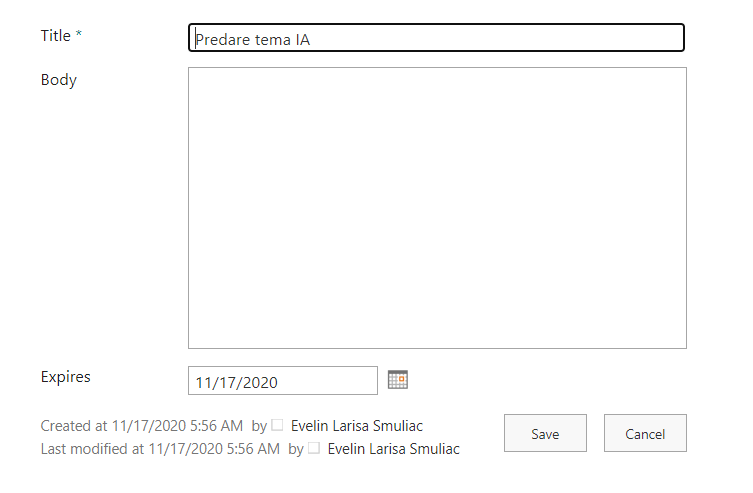 Title *
Predare tema IA
Body
Expires
11/17/2020
Created at 11/17/2020 5:56 AM by Evelin Larisa Smuliac
Last modified at 11/17/2020 5:56 AM by Evelin Larisa Smuliac
Save
Cancel